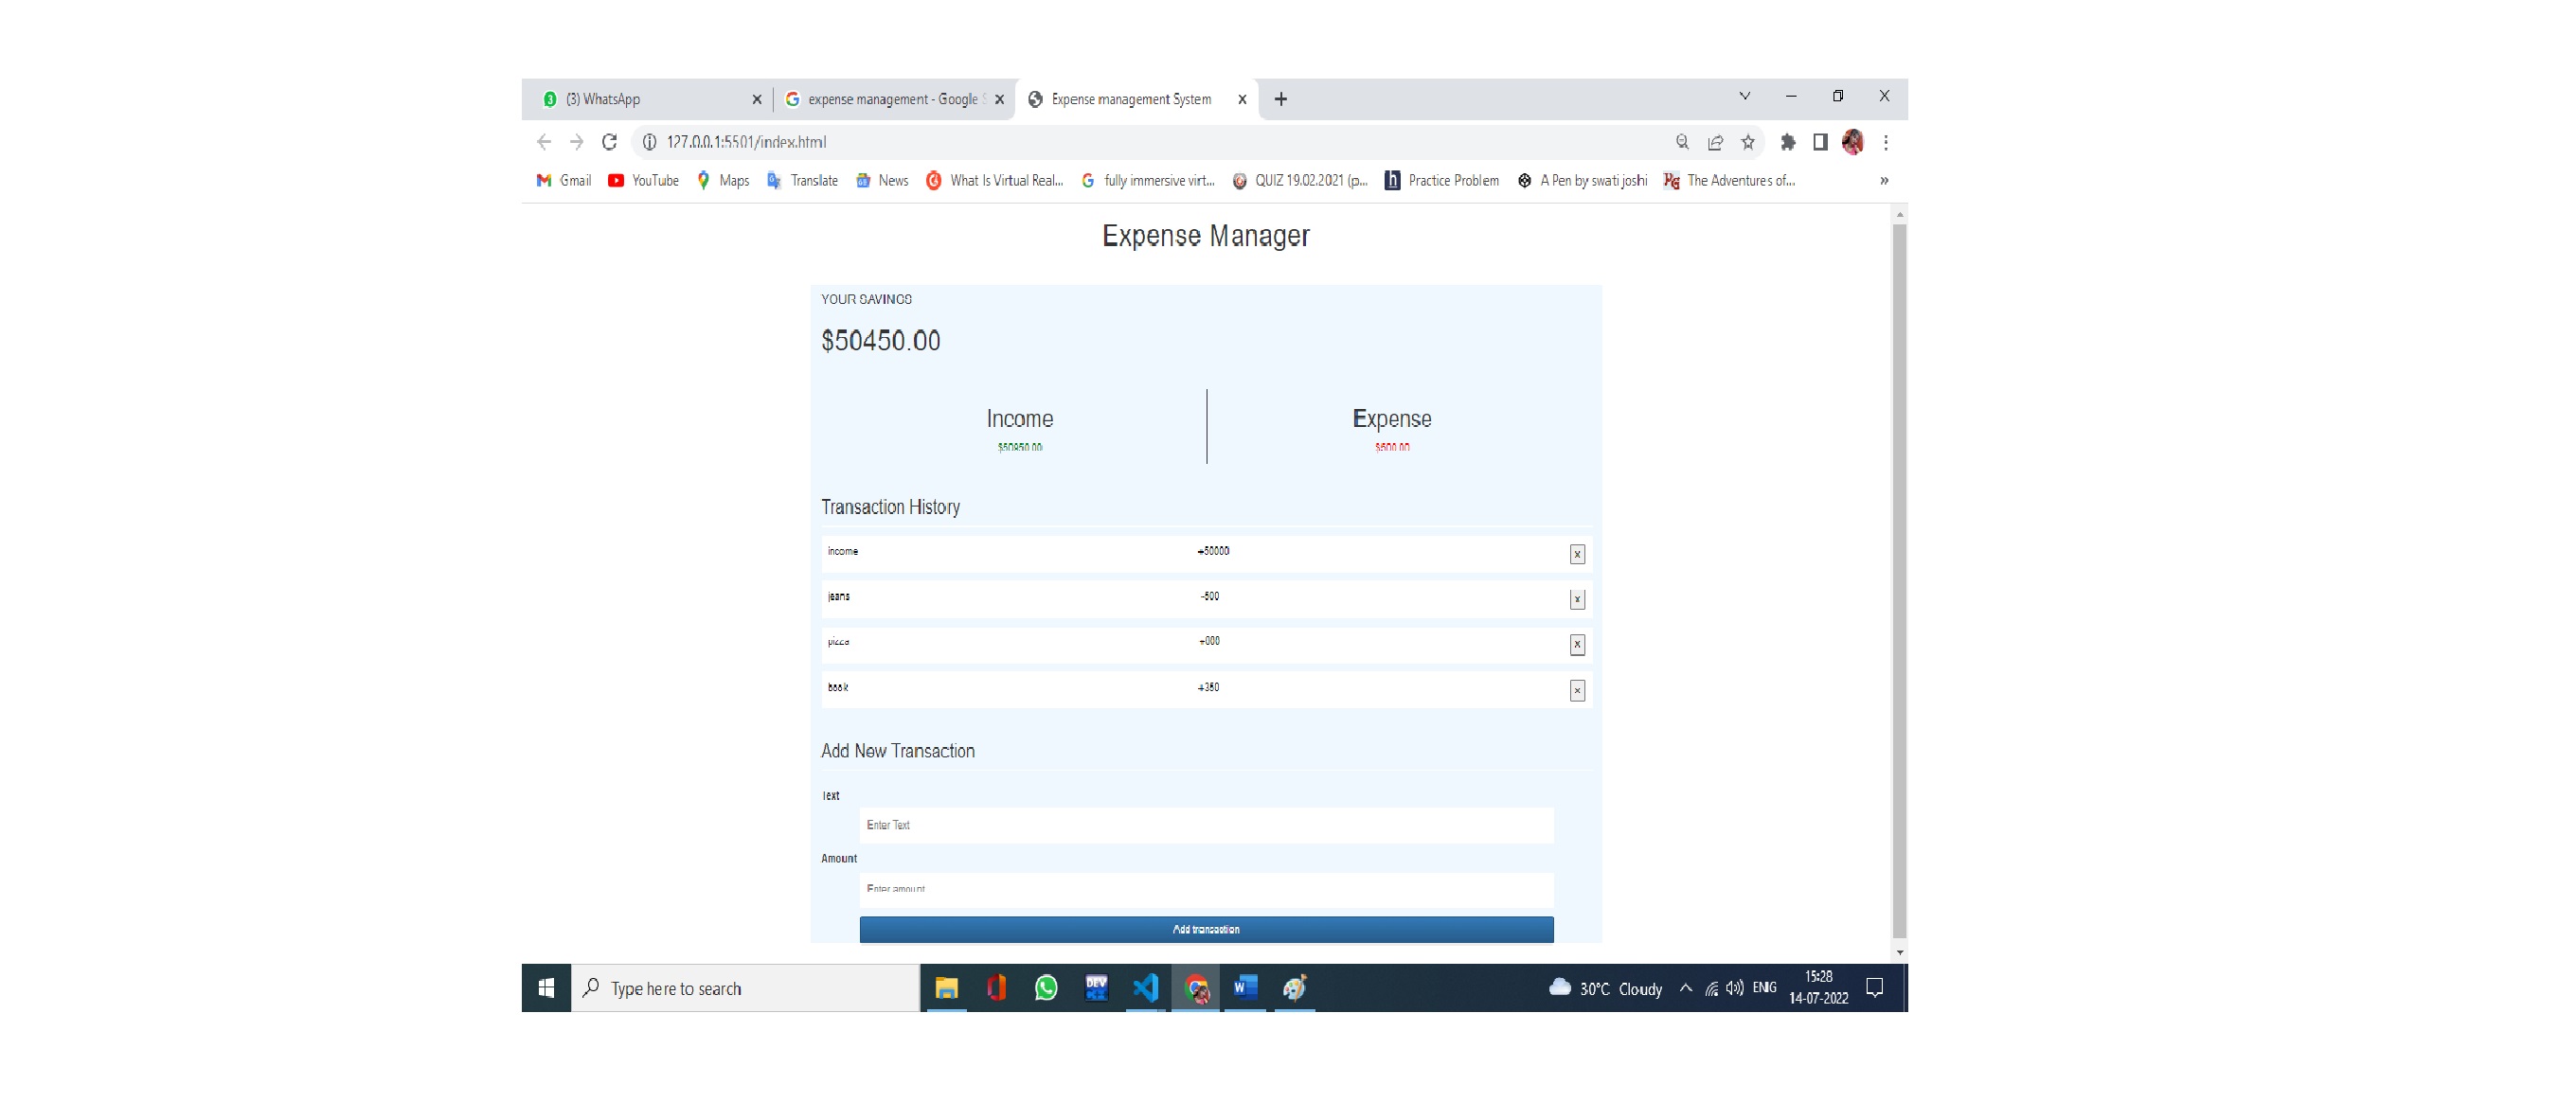 (3) WhatsApp
expense management - Google S
Expense management System
127.0.0.1:5501/index.html
Gmail YouTube Maps Translate News What Is Virtual Real... fully immersive virt... QUIZ 19.02.2021 (p... Practice Problem A Pen by swati joshi The Adventures of... »
Expense Manager
YOUR SAVINGS
$50450.00
Income Expense
$50950.00 $500.00
Transaction History
income +50000 x
jeans -500 x
pizza x
book +350 x
Add New Transaction
Text
Enter Text
Amount
Enter amount
Add transaction
Type here to search
DEV
30°C Cloudy
ENG
15:28
14-07-2022